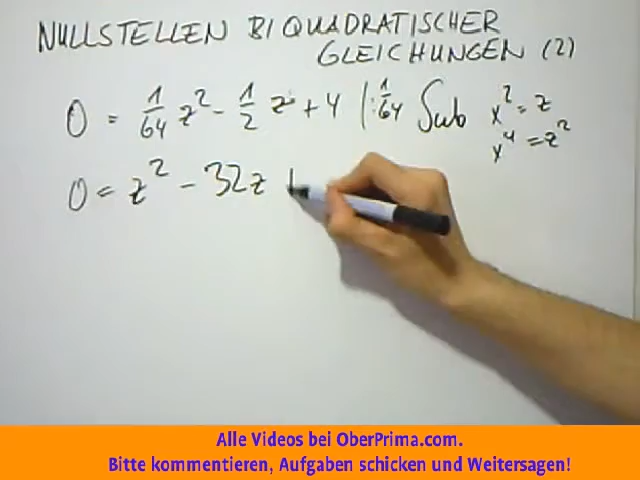 NULLSTELLEN BIQUADRATISCHER
GLEICHUNGEN (2)
0 = 1/64 z² - 1/2 z + 4 |: 1/64 Sub x² = z
x⁴ = z²
0 = z² - 32z +
Alle Videos bei OberPrima.com.
Bitte kommentieren, Aufgaben schicken und Weitersagen!